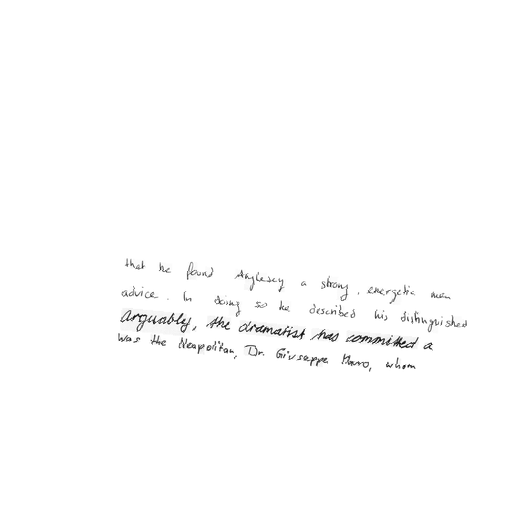 that he found Anglesey a strong, energetic man
advice. In doing so he described his distinguished
arguably, the dramatist has committed a
was the Neapolitan, Dr. Giuseppe Mauro, whom